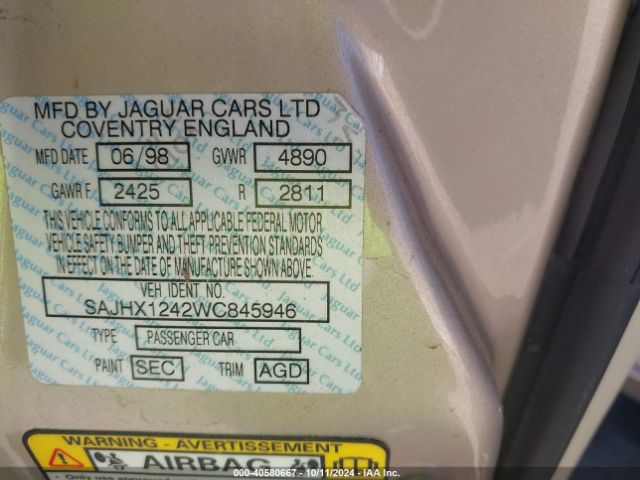 MFD BY JAGUAR CARS LTD
COVENTRY ENGLAND
MFD DATE 06/98 GVWR 4890
GAWR F. 2425 R 2811
THIS VEHICLE CONFORMS TO ALL APPLICABLE FEDERAL MOTOR
VEHICLE SAFETY BUMPER AND THEFT PREVENTION STANDARDS
IN EFFECT ON THE DATE OF MANUFACTURE SHOWN ABOVE.
VEH IDENT NO.
SAJHX1242WC845946
TYPE PASSENGER CAR
PAINT SEC TRIM AGD
WARNING - AVERTISSEMENT
AIRBAG
000-40580667 - 10/11/2024 - IAA.